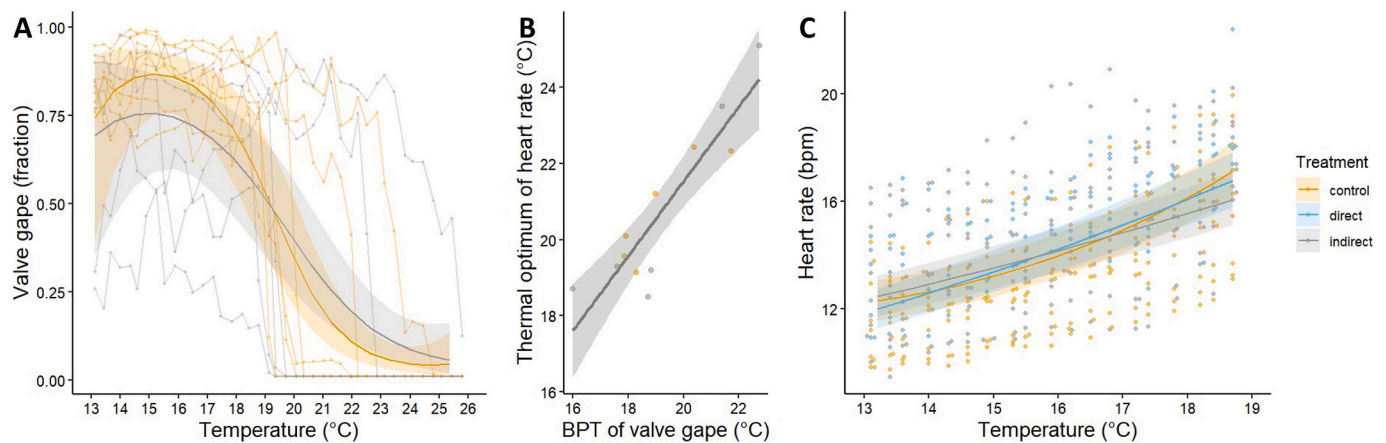 A
Valve gape (fraction)
1.00
0.75
0.50
0.25
0.00
13 14 15 16 17 18 19 20 21 22 23 24 25 26
Temperature (°C)
B
Thermal optimum of heart rate (°C)
24
22
20
18
16
16 18 20 22
BPT of valve gape (°C)
C
Heart rate (bpm)
20
16
12
13 14 15 16 17 18 19
Temperature (°C)
Treatment
control
direct
indirect